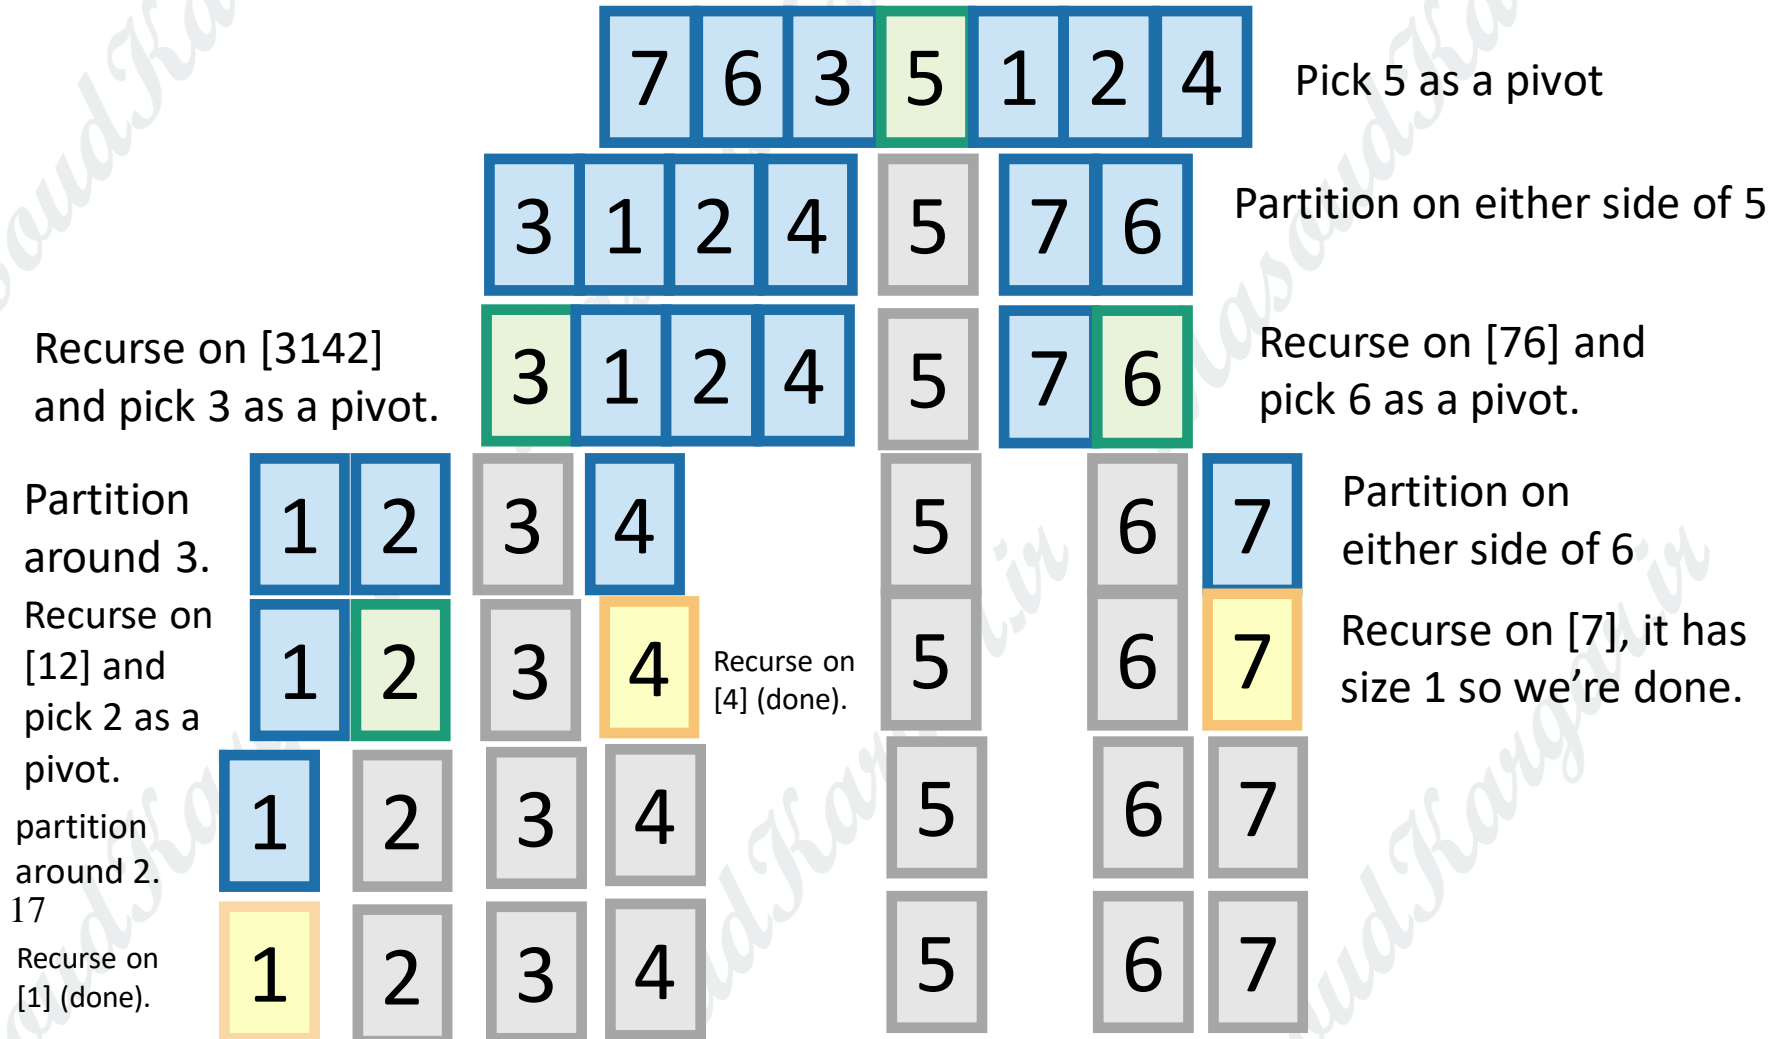 7 6 3 5 1 2 4 Pick 5 as a pivot
3 1 2 4 5 7 6 Partition on either side of 5
Recurse on [3142]
and pick 3 as a pivot.
3 1 2 4 5 7 6
Recurse on [76] and
pick 6 as a pivot.
Partition
around 3.
1 2 3 4 5 6 7
Partition on
either side of 6
Recurse on
[12] and
pick 2 as a
pivot.
1 2 3 4
Recurse on
[4] (done).
5 6 7
Recurse on [7], it has
size 1 so we’re done.
partition
around 2.
1 2 3 4 5 6 7
17
Recurse on
[1] (done).
1 2 3 4 5 6 7